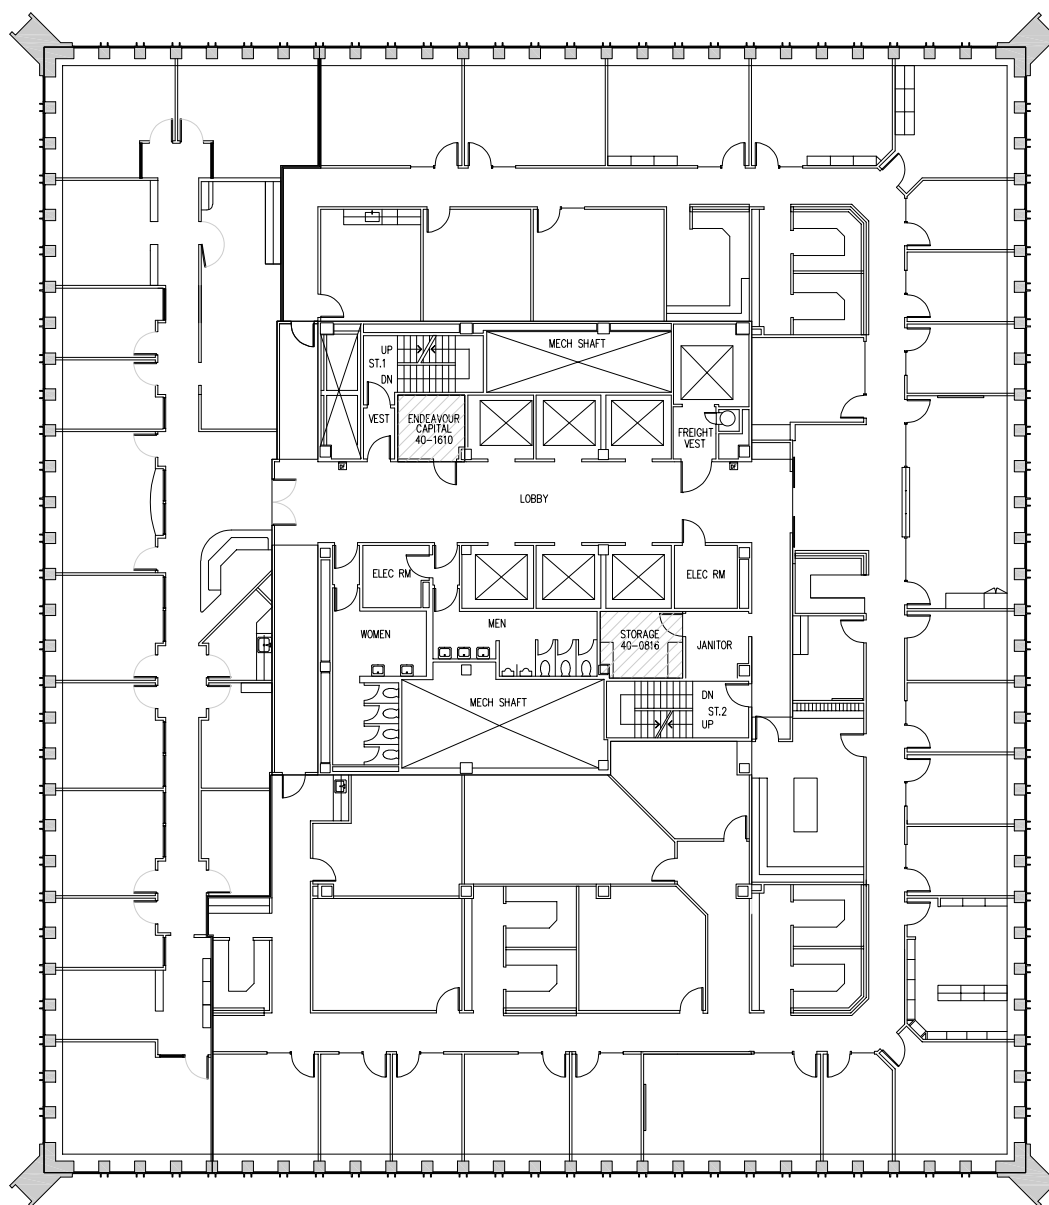 MECH SHAFT
UP
ST.1
DN
VEST
ENDEAVOUR
CAPITAL
40-1610
FREIGHT
VEST
LOBBY
ELEC RM
ELEC RM
WOMEN
MEN
STORAGE
40-0816
JANITOR
MECH SHAFT
DN
ST.2
UP